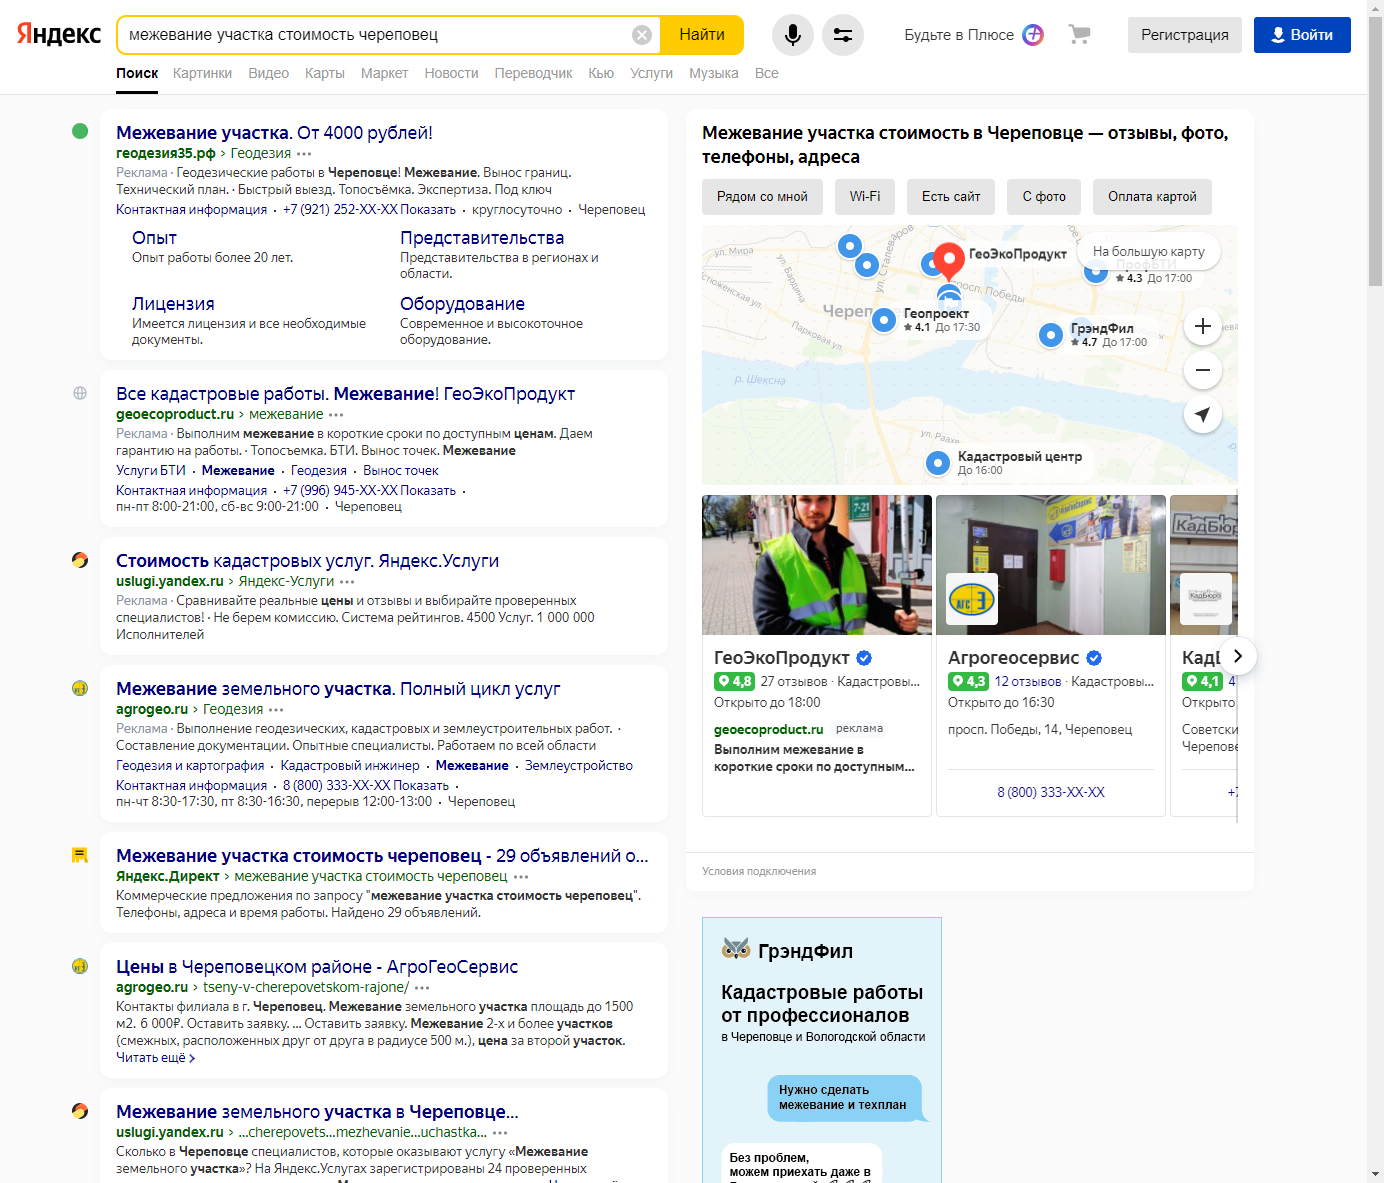 Яндекс
межевание участка стоимость череповец
Найти
Будьте в Плюсе
Регистрация
Войти
Поиск Картинки Видео Карты Маркет Новости Переводчик Кью Услуги Музыка Все
Межевание участка. От 4000 рублей!
геодезия35.рф › Геодезия
Реклама · Геодезические работы в Череповце! Межевание. Вынос границ.
Технический план. · Быстрый выезд. Топосъёмка. Экспертиза. Под ключ
Контактная информация · +7 (921) 252-XX-XX Показать · круглосуточно · Череповец
Опыт
Опыт работы более 20 лет.
Представительства
Представительства в регионах и
области.
Лицензия
Имеется лицензия и все необходимые
документы.
Оборудование
Современное и высокоточное
оборудование.
Все кадастровые работы. Межевание! ГеоЭкоПродукт
geoecoproduct.ru › межевание
Реклама · Выполним межевание в короткие сроки по доступным ценам. Даем
гарантию на работы. · Топосъемка. БТИ. Вынос точек. Межевание
Услуги БТИ · Межевание · Геодезия · Вынос точек
Контактная информация · +7 (996) 945-XX-XX Показать ·
пн-пт 8:00-21:00, сб-вс 9:00-21:00 · Череповец
Стоимость кадастровых услуг. Яндекс.Услуги
uslugi.yandex.ru › Яндекс-Услуги
Реклама · Сравнивайте реальные цены и отзывы и выбирайте проверенных
специалистов! · Не берем комиссию. Система рейтингов. 4500 Услуг. 1 000 000
Исполнителей
Межевание земельного участка. Полный цикл услуг
agrogeo.ru › Геодезия
Реклама · Выполнение геодезических, кадастровых и землеустроительных работ. ·
Составление документации. Опытные специалисты. Работаем по всей области
Геодезия и картография · Кадастровый инжинер · Межевание · Землеустройство
Контактная информация · 8 (800) 333-XX-XX Показать ·
пн-чт 8:30-17:30, пт 8:30-16:30, перерыв 12:00-13:00 · Череповец
Межевание участка стоимость череповец - 29 объявлений о...
Яндекс.Директ › межевание участка стоимость череповец
Коммерческие предложения по запросу "межевание участка стоимость череповец".
Телефоны, адреса и время работы. Найдено 29 объявлений.
Цены в Череповецком районе - АгроГеоСервис
agrogeo.ru › tseny-v-cherepovetskom-rajone/
Контакты филиала в г. Череповец. Межевание земельного участка площадь до 1500
м2. 6 000₽. Оставить заявку. ... Оставить заявку. Межевание 2-х и более участков
(смежных, расположенных друг от друга в радиусе 500 м.), цена за второй участок.
Читать ещё ›
Межевание земельного участка в Череповце...
uslugi.yandex.ru › ...cherepovets...mezhevanie...uchastka...
Сколько в Череповце специалистов, которые оказывают услугу «Межевание
земельного участка»? На Яндекс.Услугах зарегистрированы 24 проверенных
Межевание участка стоимость в Череповце — отзывы, фото,
телефоны, адреса
Рядом со мной
Wi-Fi
Есть сайт
С фото
Оплата картой
На большую карту
ГеоЭкоПродукт
ПрофБТИ
4.3 До 17:00
ул. Мира
ул. Бардина
ул. Сталеваров
просп. Победы
Парковая ул.
Геопроект
4.1 До 17:30
ГрэндФил
4.7 До 17:00
р. Шексна
Кадастровый центр
До 16:00
7-21
АГС
КадБюро
ГеоЭкоПродукт
4,8 27 отзывов · Кадастровы...
Открыто до 18:00
geoecoproduct.ru реклама
Выполним межевание в
короткие сроки по доступным...
Агрогеосервис
4,3 12 отзывов · Кадастровы...
Открыто до 16:30
просп. Победы, 14, Череповец
8 (800) 333-XX-XX
4,1 4
Открыто
Условия подключения
ГрэндФил
Кадастровые работы
от профессионалов
в Череповце и Вологодской области
Нужно сделать
межевание и техплан
Без проблем,
можем приехать даже в